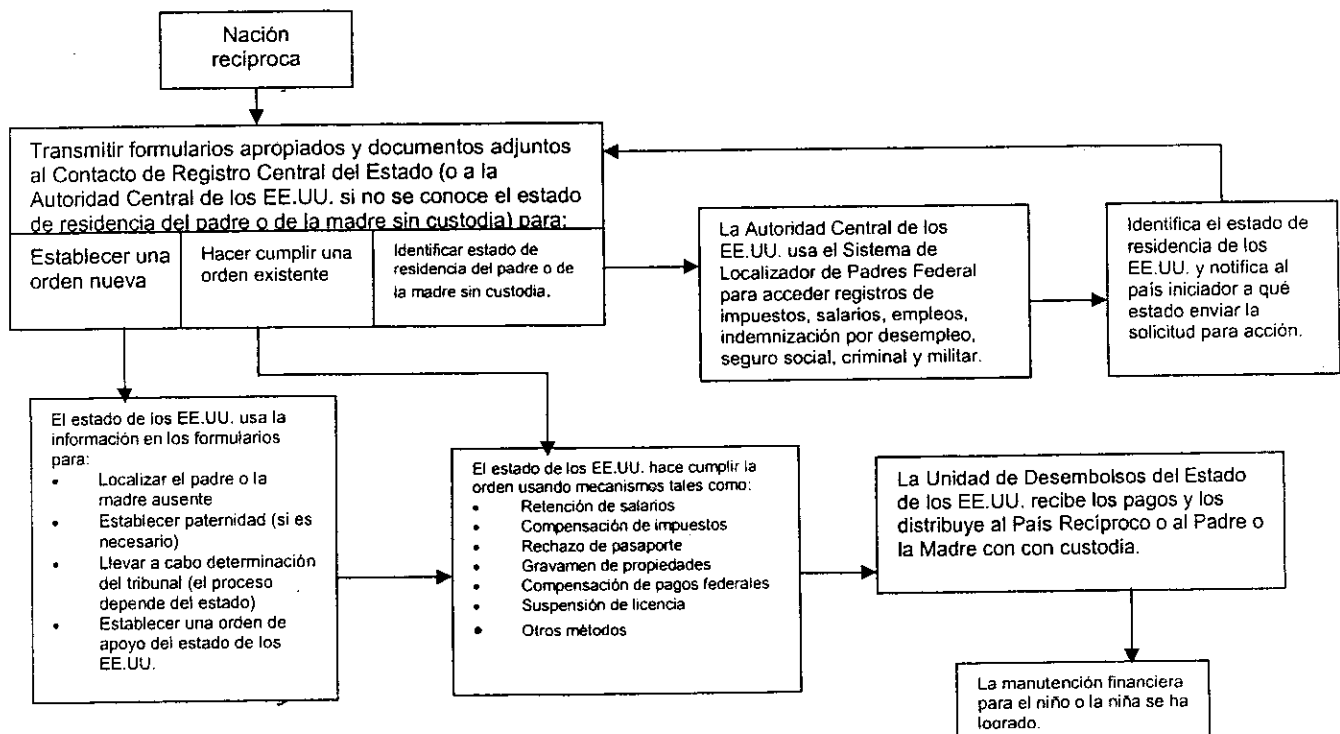 Nación
recíproca
Transmitir formularios apropiados y documentos adjuntos
al Contacto de Registro Central del Estado (o a la
Autoridad Central de los EE.UU. si no se conoce el estado
de residencia del padre o de la madre sin custodia) para:
Establecer una
orden nueva
Hacer cumplir una
orden existente
Identificar estado de
residencia del padre o de
la madre sin custodia.
La Autoridad Central de los
EE.UU. usa el Sistema de
Localizador de Padres Federal
para acceder registros de
impuestos, salarios, empleos,
indemnización por desempleo,
seguro social, criminal y militar.
Identifica el estado de
residencia de los
EE.UU. y notifica al
país iniciador a qué
estado enviar la
solicitud para acción.
El estado de los EE.UU. usa la
información en los formularios
para:
• Localizar el padre o la
madre ausente
• Establecer paternidad (si es
necesario)
• Llevar a cabo determinación
del tribunal (el proceso
depende del estado)
• Establecer una orden de
apoyo del estado de los
EE.UU.
El estado de los EE.UU. hace cumplir la
orden usando mecanismos tales como:
• Retención de salarios
• Compensación de impuestos
• Rechazo de pasaporte
• Gravamen de propiedades
• Compensación de pagos federales
• Suspensión de licencia
• Otros métodos
La Unidad de Desembolsos del Estado
de los EE.UU. recibe los pagos y los
distribuye al País Recíproco o al Padre o
la Madre con con custodia.
La manutención financiera
para el niño o la niña se ha
logrado.